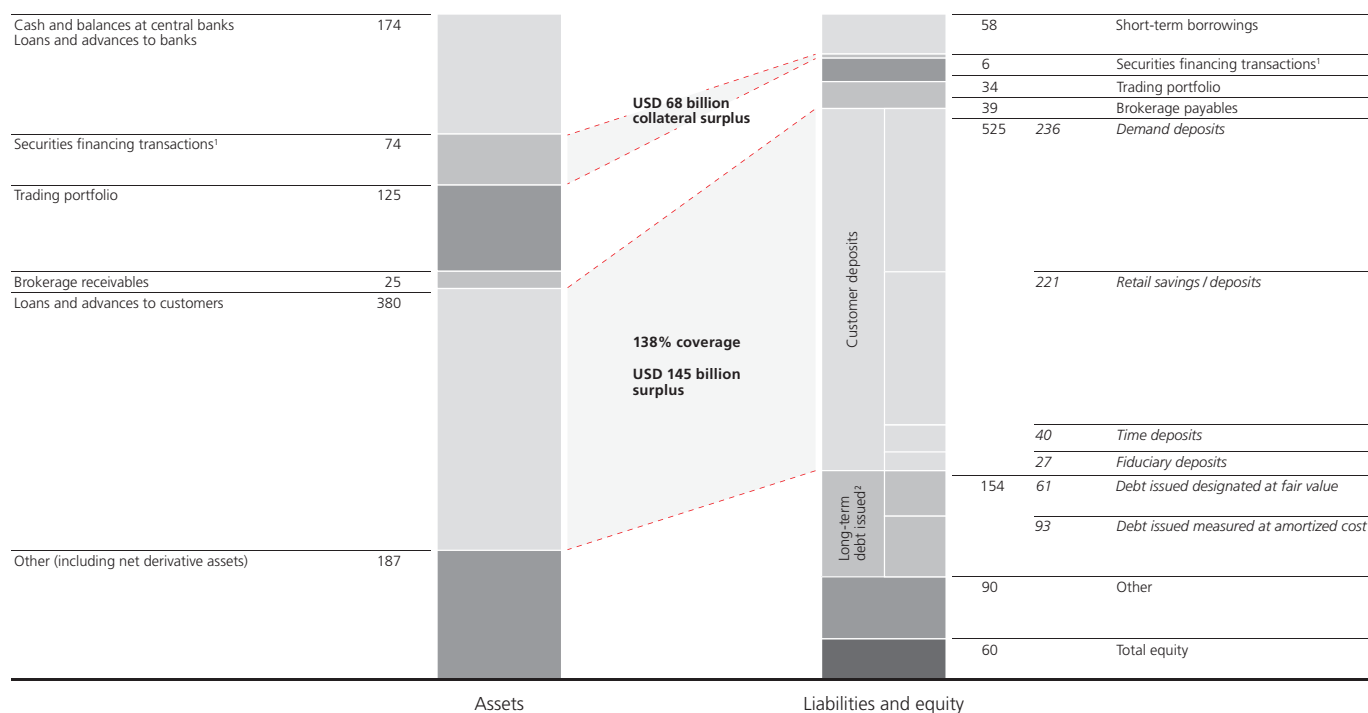 Cash and balances at central banks 174
Loans and advances to banks
Securities financing transactions¹ 74
Trading portfolio 125
Brokerage receivables 25
Loans and advances to customers 380
Other (including net derivative assets) 187
USD 68 billion
collateral surplus
138% coverage
USD 145 billion
surplus
Customer deposits
Long-term
debt issued²
58 Short-term borrowings
6 Securities financing transactions¹
34 Trading portfolio
39 Brokerage payables
525 236 Demand deposits
221 Retail savings / deposits
40 Time deposits
27 Fiduciary deposits
154 61 Debt issued designated at fair value
93 Debt issued measured at amortized cost
90 Other
60 Total equity
Assets
Liabilities and equity